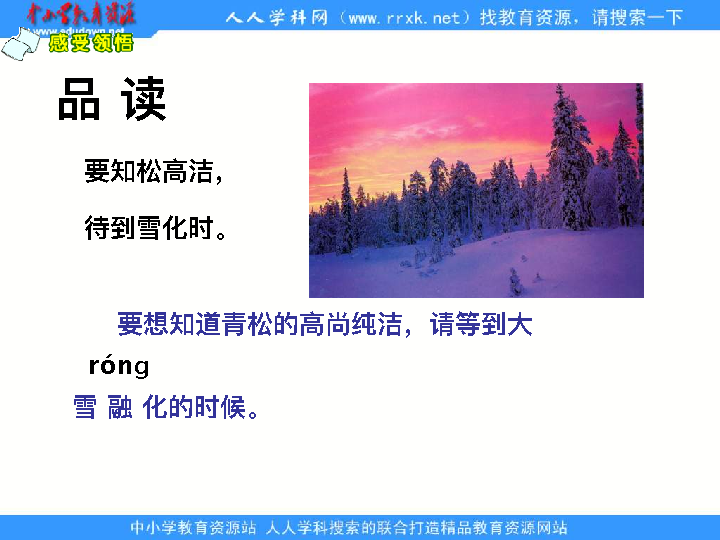 中小学教育资源
人人学科网（www.rrxk.net）找教育资源，请搜索一下
www.edudown.net
感受领悟
品 读
要知松高洁，
待到雪化时。
要想知道青松的高尚纯洁，请等到大
róng
雪 融 化的时候。
中小学教育资源站 人人学科搜索的联合打造精品教育资源网站